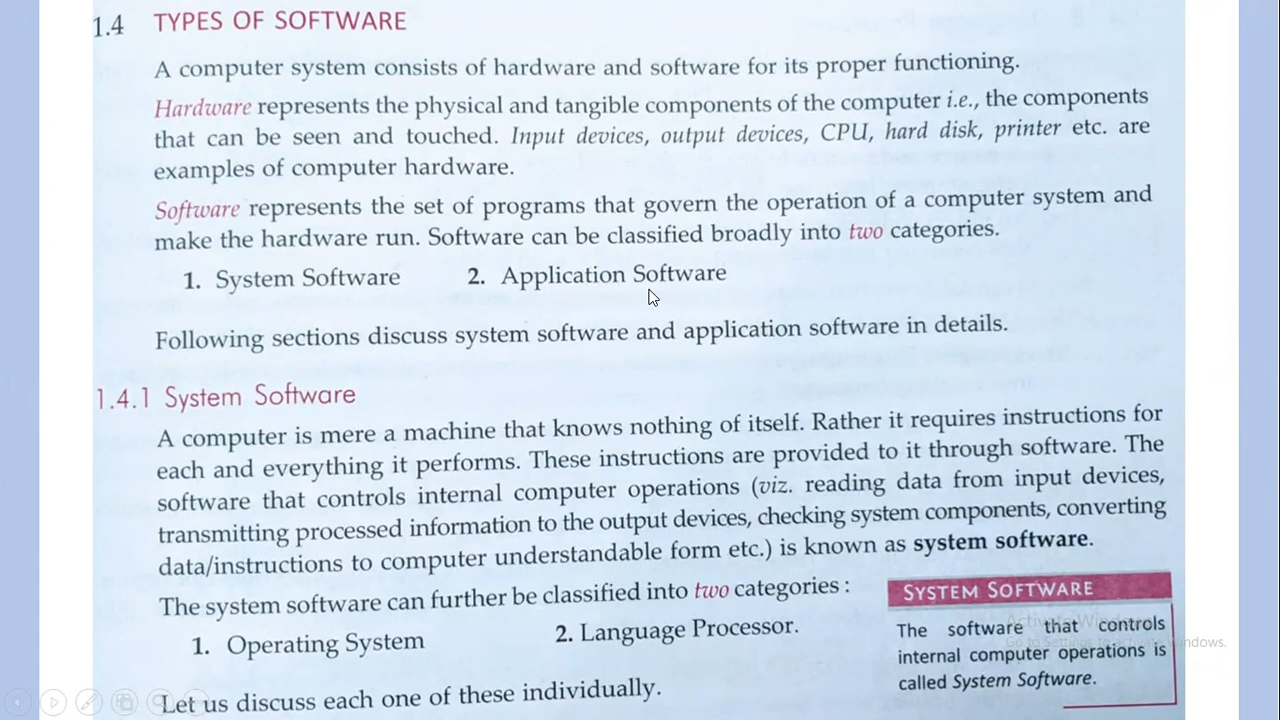 1.4 TYPES OF SOFTWARE
A computer system consists of hardware and software for its proper functioning.
Hardware represents the physical and tangible components of the computer i.e., the components
that can be seen and touched. Input devices, output devices, CPU, hard disk, printer etc. are
examples of computer hardware.
Software represents the set of programs that govern the operation of a computer system and
make the hardware run. Software can be classified broadly into two categories.
1. System Software 2. Application Software
Following sections discuss system software and application software in details.
1.4.1 System Software
A computer is mere a machine that knows nothing of itself. Rather it requires instructions for
each and everything it performs. These instructions are provided to it through software. The
software that controls internal computer operations (viz. reading data from input devices,
transmitting processed information to the output devices, checking system components, converting
data/instructions to computer understandable form etc.) is known as system software.
The system software can further be classified into two categories :
1. Operating System 2. Language Processor.
Let us discuss each one of these individually.
SYSTEM SOFTWARE
The software that controls
internal computer operations is
called System Software.
Activate Windows
Go to Settings to activate Windows.